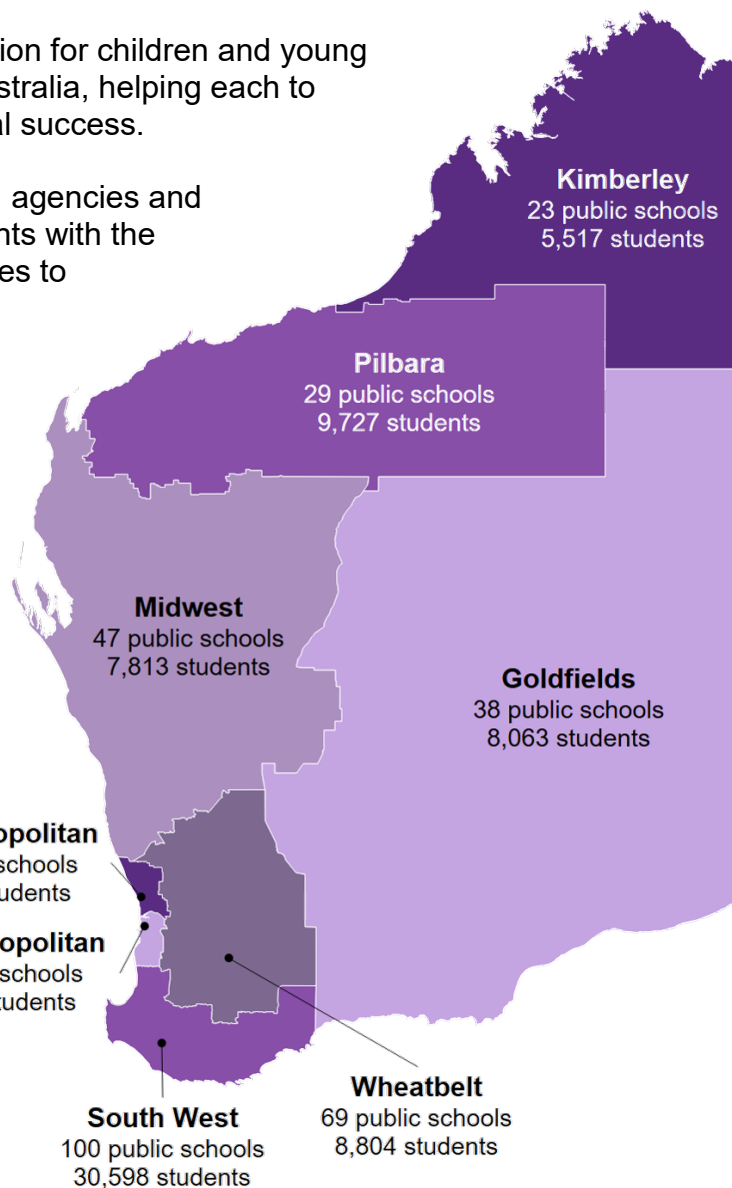 ion for children and young
stralia, helping each to
al success.
agencies and
nts with the
es to
Kimberley
23 public schools
5,517 students
Pilbara
29 public schools
9,727 students
Midwest
47 public schools
7,813 students
Goldfields
38 public schools
8,063 students
opolitan
schools
udents
opolitan
schools
tudents
Wheatbelt
69 public schools
8,804 students
South West
100 public schools
30,598 students